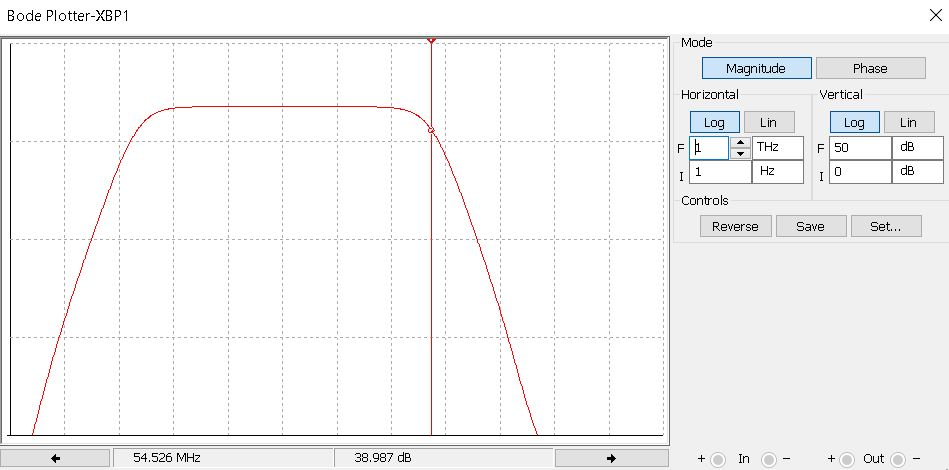 Bode Plotter-XBP1
Mode
Magnitude Phase
Horizontal Vertical
Log Lin Log Lin
F 1 THz F 50 dB
I 1 Hz I 0 dB
Controls
Reverse Save Set...
54.526 MHz 38.987 dB + In − + Out −